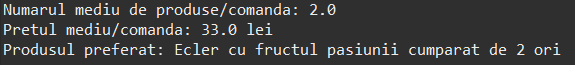 Numarul mediu de produse/comanda: 2.0
Pretul mediu/comanda: 33.0 lei
Produsul preferat: Ecler cu fructul pasiunii cumparat de 2 ori